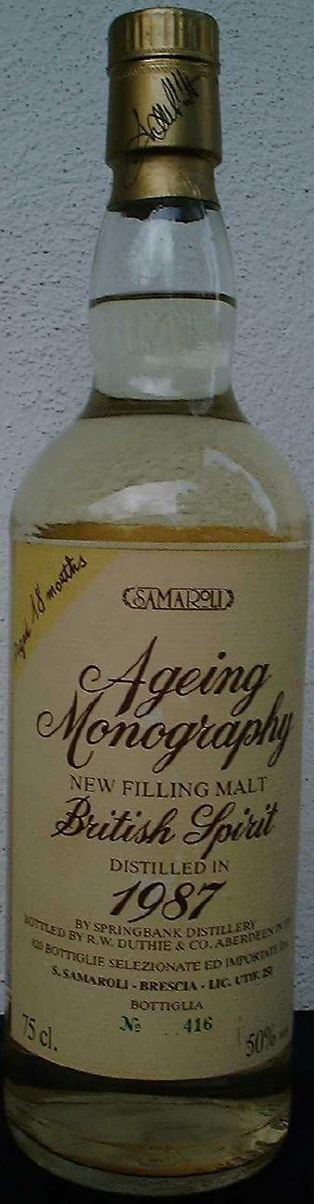 Aged 18 months
SAMAROLI
Ageing
Monography
NEW FILLING MALT
British Spirit
DISTILLED IN
1987
BY SPRINGBANK DISTILLERY
BOTTLED BY R.W. DUTHIE & CO. ABERDEEN IN
BOTTIGLIE SELEZIONATE ED IMPORTATE
S. SAMAROLI - BRESCIA - LIC. UTIF.
BOTTIGLIA
75 cl.
№ 416
50%